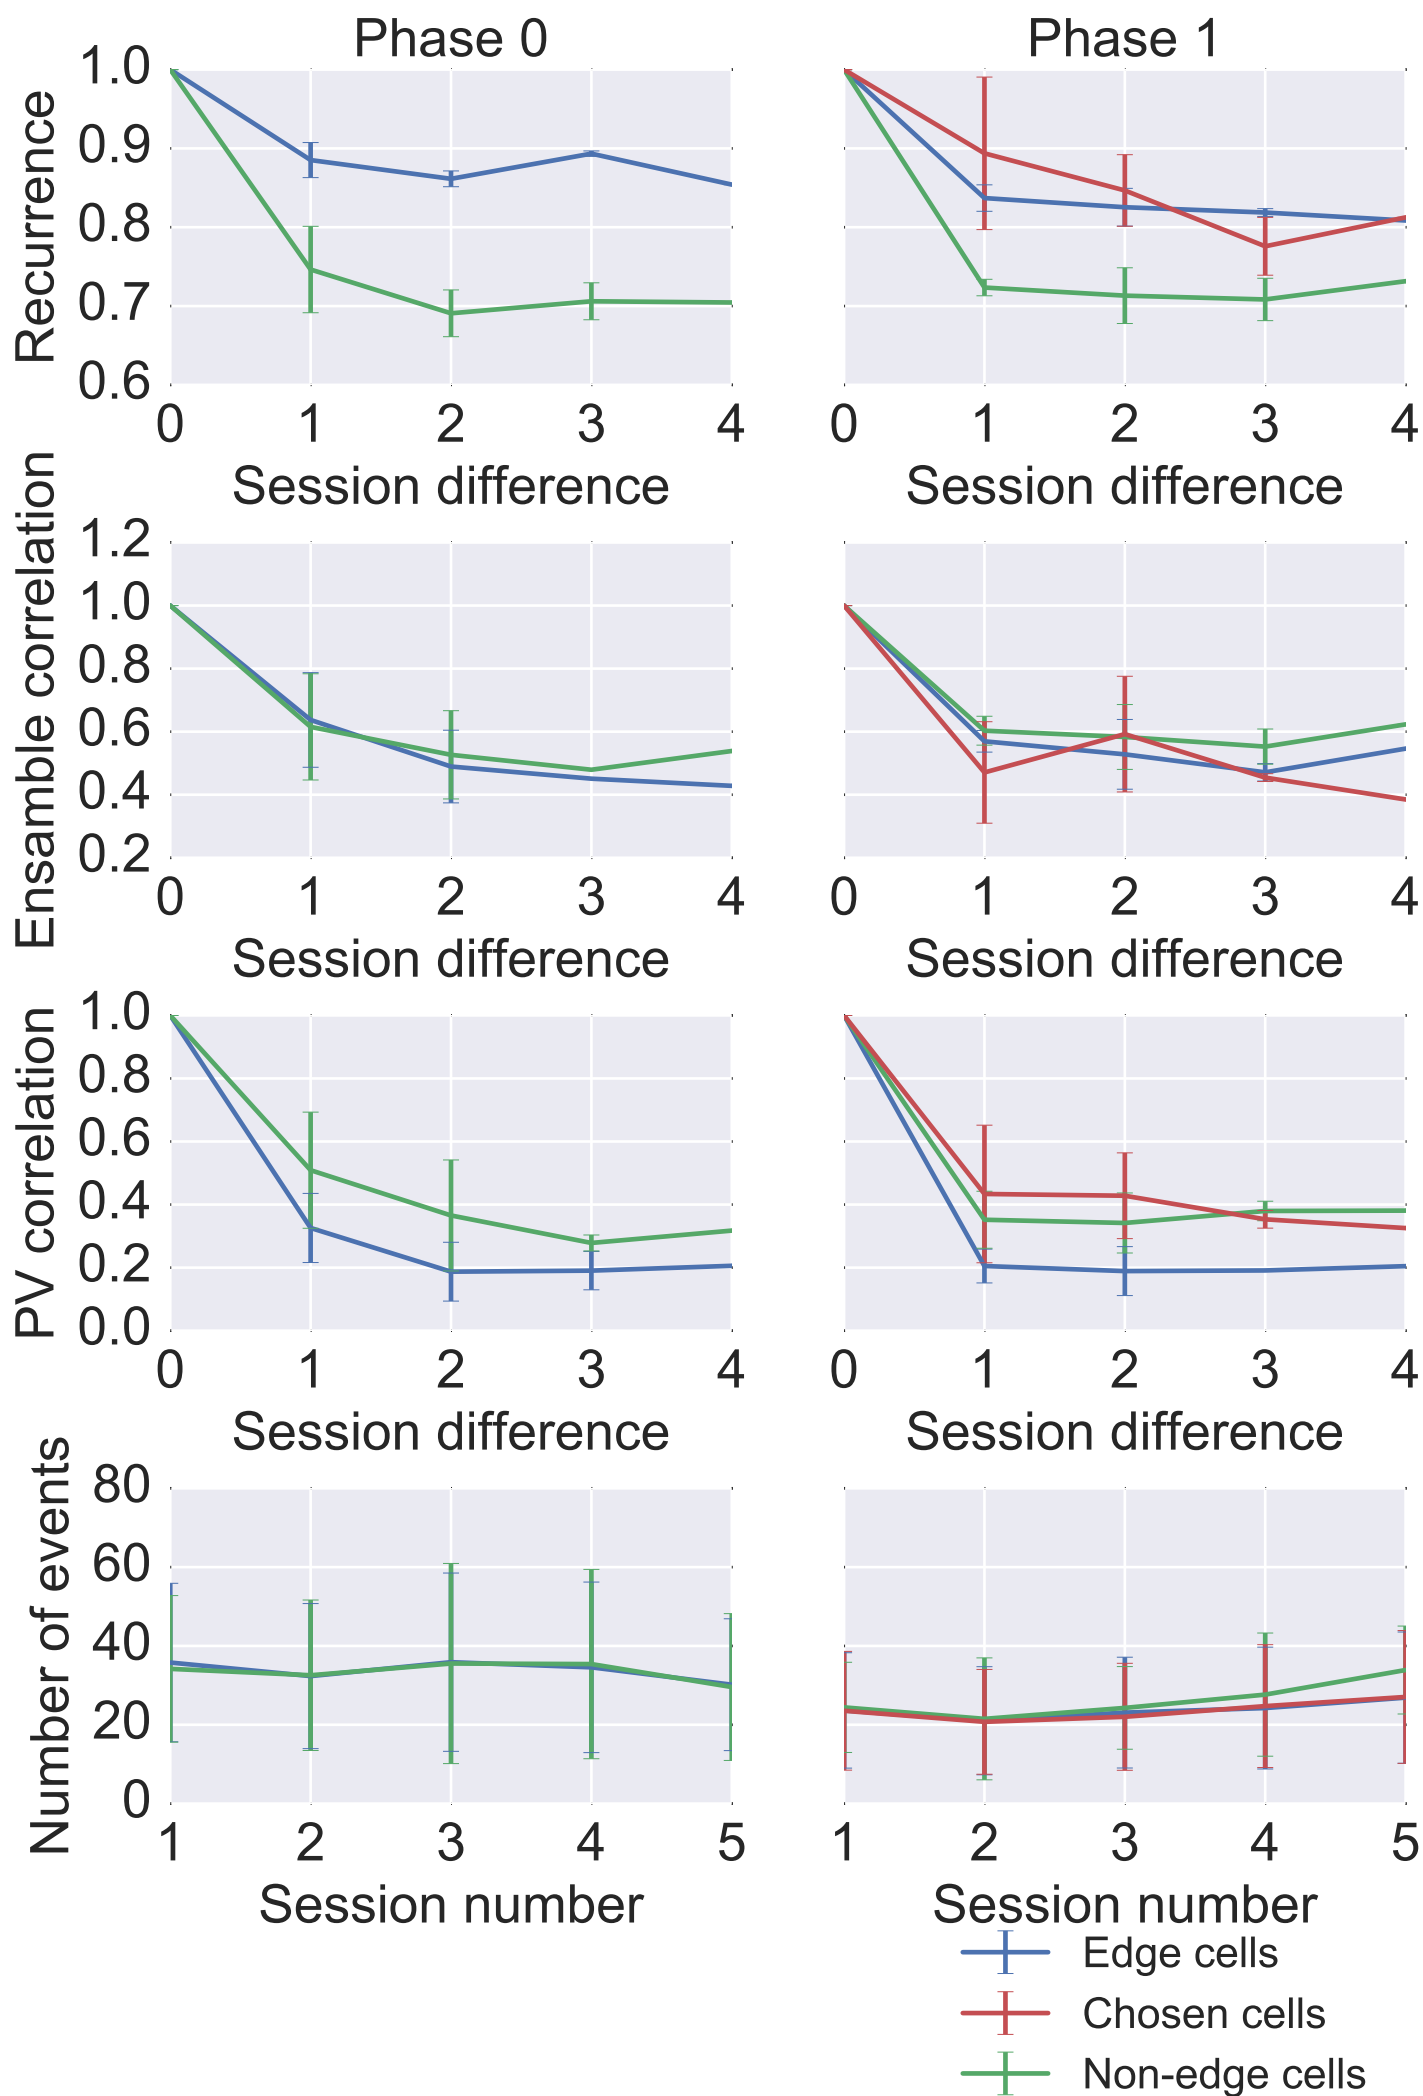 Phase 0
Phase 1
Recurrence
1.0
0.9
0.8
0.7
0.6
0 1 2 3 4
0 1 2 3 4
Session difference
Session difference
Ensamble correlation
1.2
1.0
0.8
0.6
0.4
0.2
0 1 2 3 4
0 1 2 3 4
Session difference
Session difference
PV correlation
1.0
0.8
0.6
0.4
0.2
0.0
0 1 2 3 4
0 1 2 3 4
Session difference
Session difference
Number of events
80
60
40
20
0
1 2 3 4 5
1 2 3 4 5
Session number
Session number
Edge cells
Chosen cells
Non-edge cells